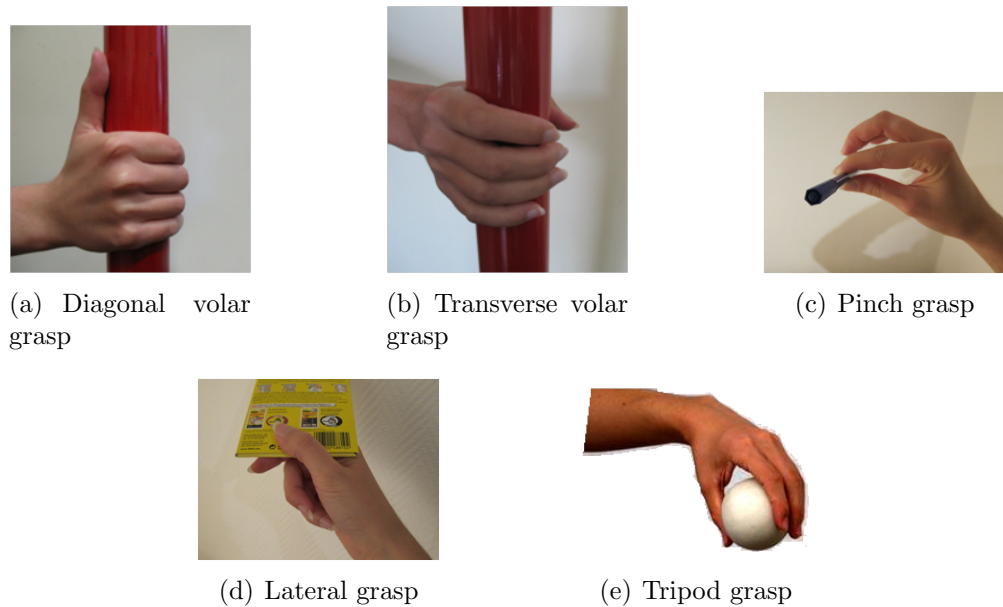 (a) Diagonal volar
grasp
(b) Transverse volar
grasp
(c) Pinch grasp
(d) Lateral grasp
(e) Tripod grasp